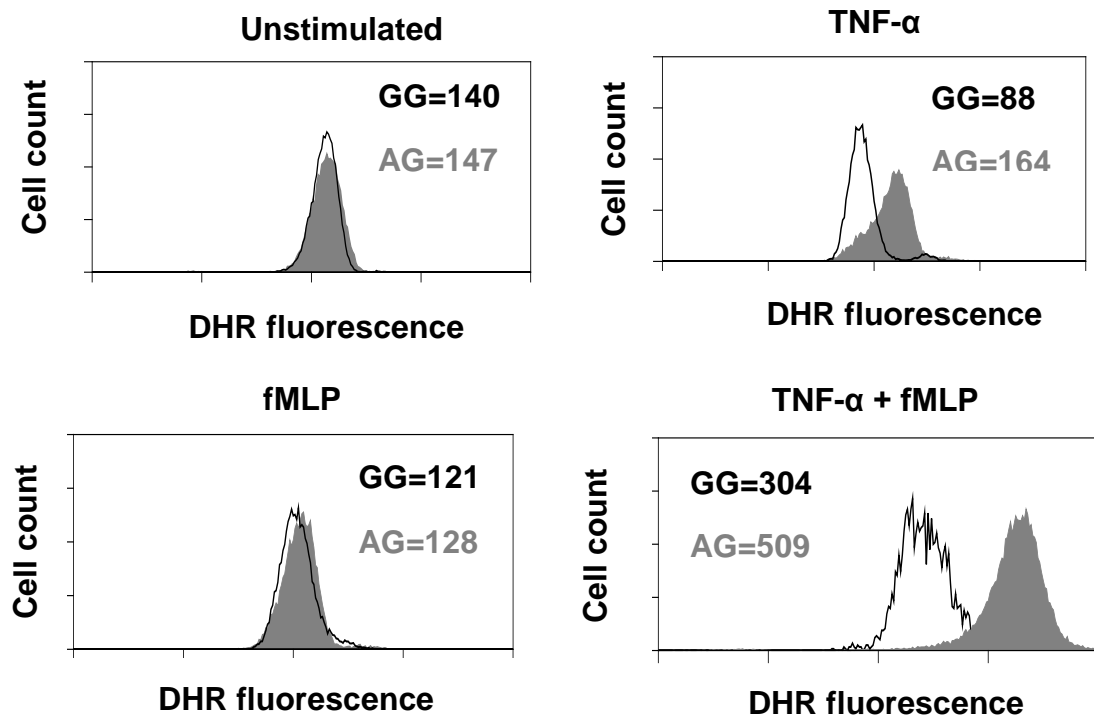 Unstimulated
Cell count
GG=140
AG=147
DHR fluorescence
TNF-α
Cell count
GG=88
AG=164
DHR fluorescence
fMLP
Cell count
GG=121
AG=128
DHR fluorescence
TNF-α + fMLP
Cell count
GG=304
AG=509
DHR fluorescence